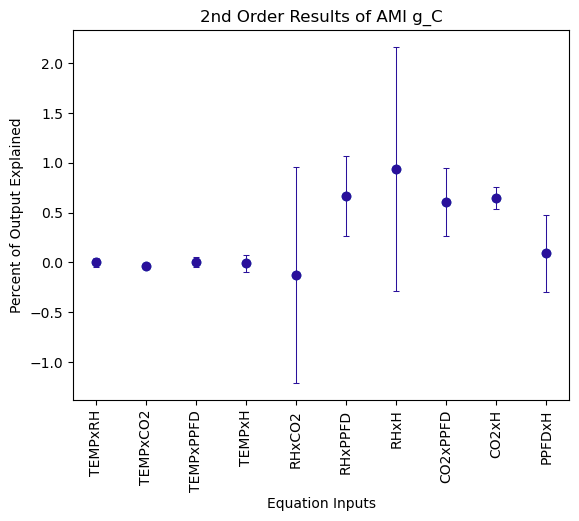 2nd Order Results of AMI g_C
Percent of Output Explained
2.0
1.5
1.0
0.5
0.0
−0.5
−1.0
TEMPxRH
TEMPxCO2
TEMPxPPFD
TEMPxH
RHxCO2
RHxPPFD
RHxH
CO2xPPFD
CO2xH
PPFDxH
Equation Inputs